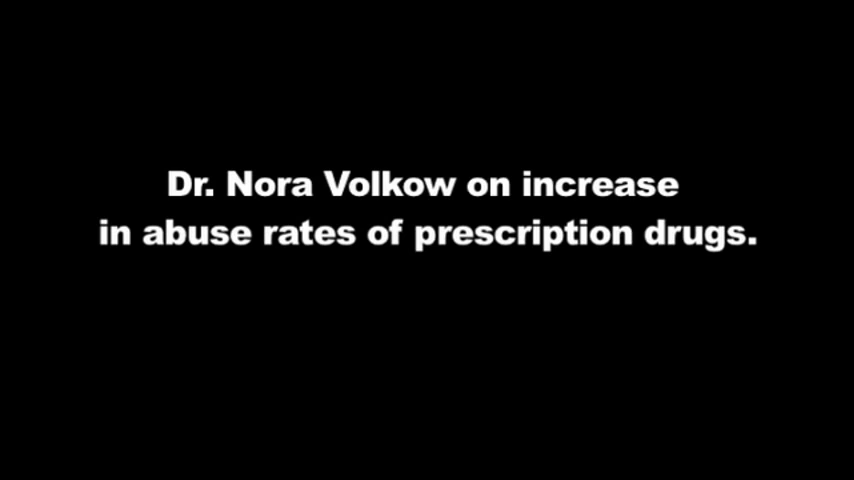 Dr. Nora Volkow on increase
in abuse rates of prescription drugs.